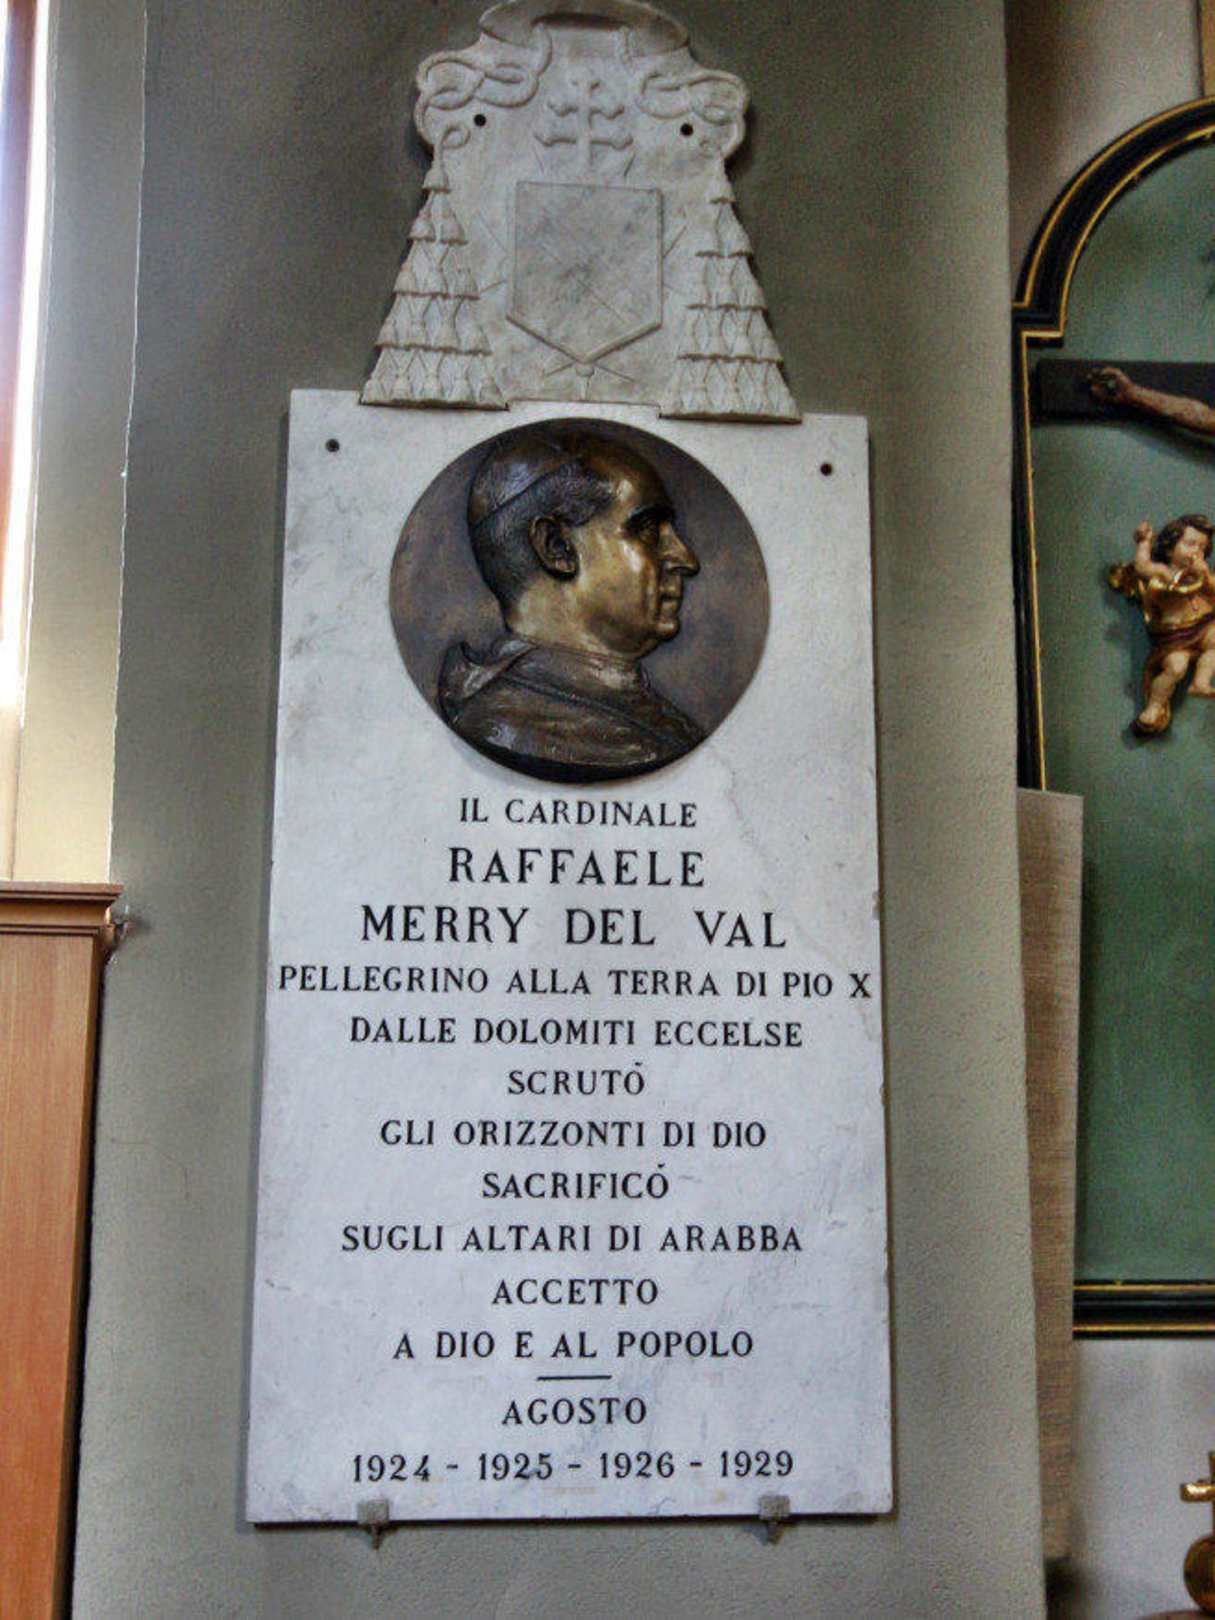 IL CARDINALE
RAFFAELE
MERRY DEL VAL
PELLEGRINO ALLA TERRA DI PIO X
DALLE DOLOMITI ECCELSE
SCRUTÒ
GLI ORIZZONTI DI DIO
SACRIFICÓ
SUGLI ALTARI DI ARABBA
ACCETTO
A DIO E AL POPOLO
AGOSTO
1924 - 1925 - 1926 - 1929